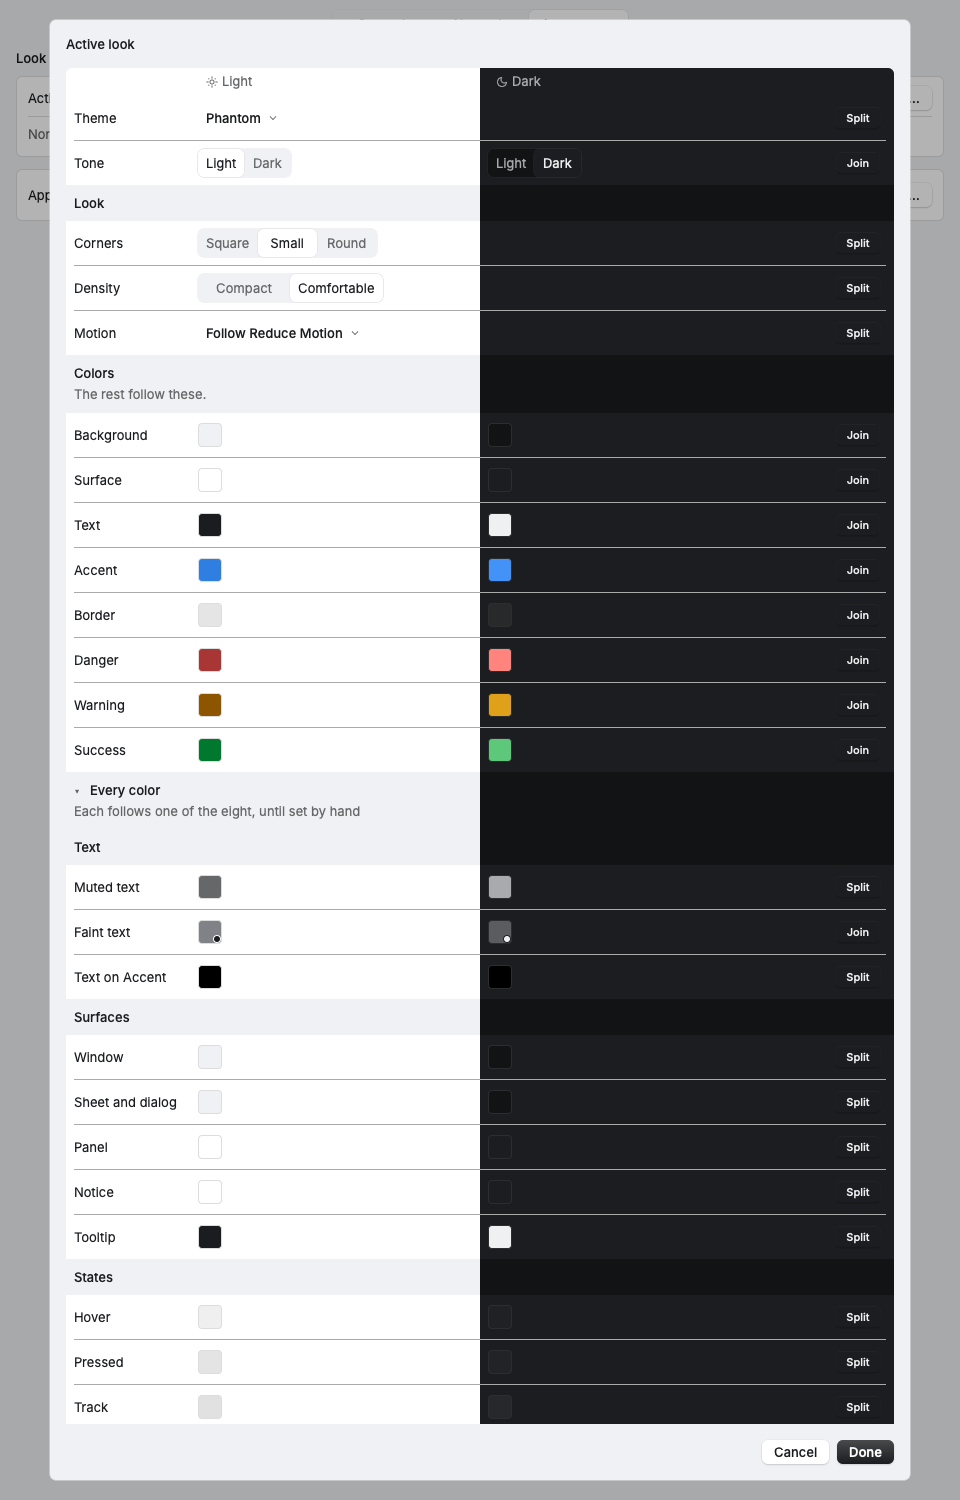 Look
Active look
Light
Dark
Theme
Phantom
Split
Tone
Light
Dark
Light
Dark
Join
Look
Corners
Square
Small
Round
Split
Density
Compact
Comfortable
Split
Motion
Follow Reduce Motion
Split
Colors
The rest follow these.
Background
Join
Surface
Join
Text
Join
Accent
Join
Border
Join
Danger
Join
Warning
Join
Success
Join
Every color
Each follows one of the eight, until set by hand
Text
Muted text
Split
Faint text
Join
Text on Accent
Split
Surfaces
Window
Split
Sheet and dialog
Split
Panel
Split
Notice
Split
Tooltip
Split
States
Hover
Split
Pressed
Split
Track
Split
Cancel
Done